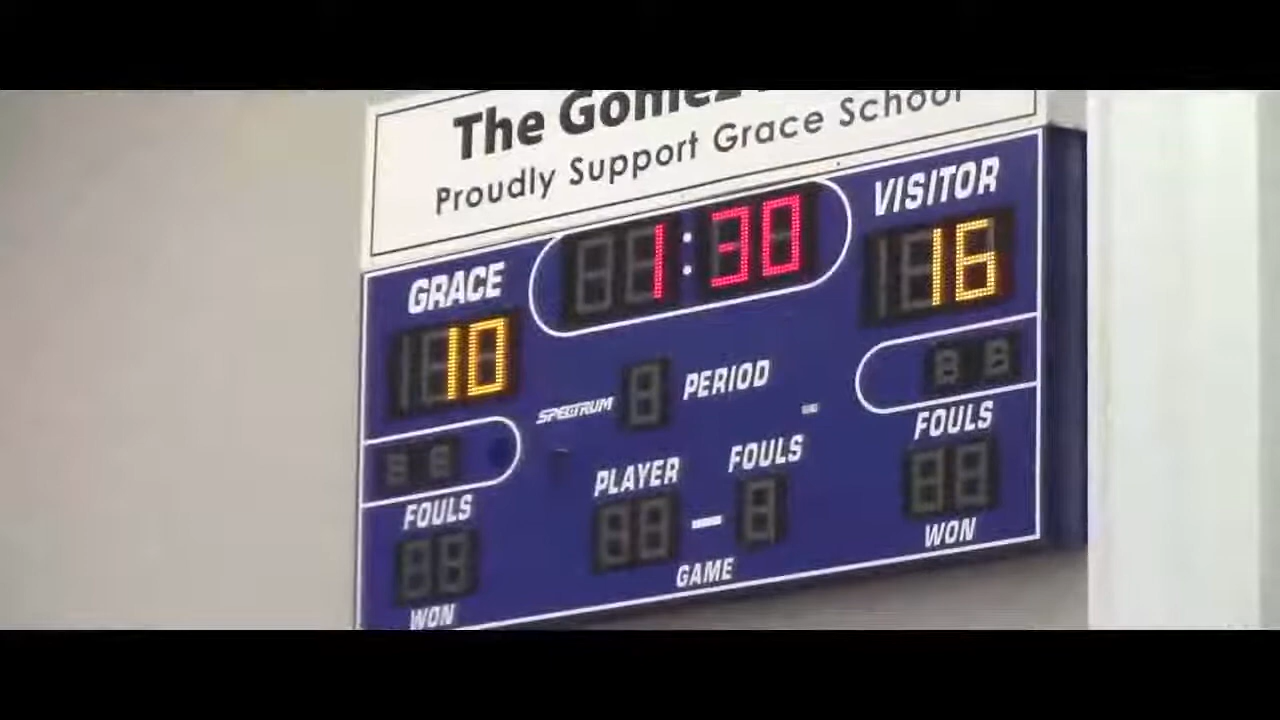 The Gomez
Proudly Support Grace School
GRACE 1:30 VISITOR
10 16
SPECTRUM PERIOD
FOULS PLAYER FOULS FOULS
WON GAME WON